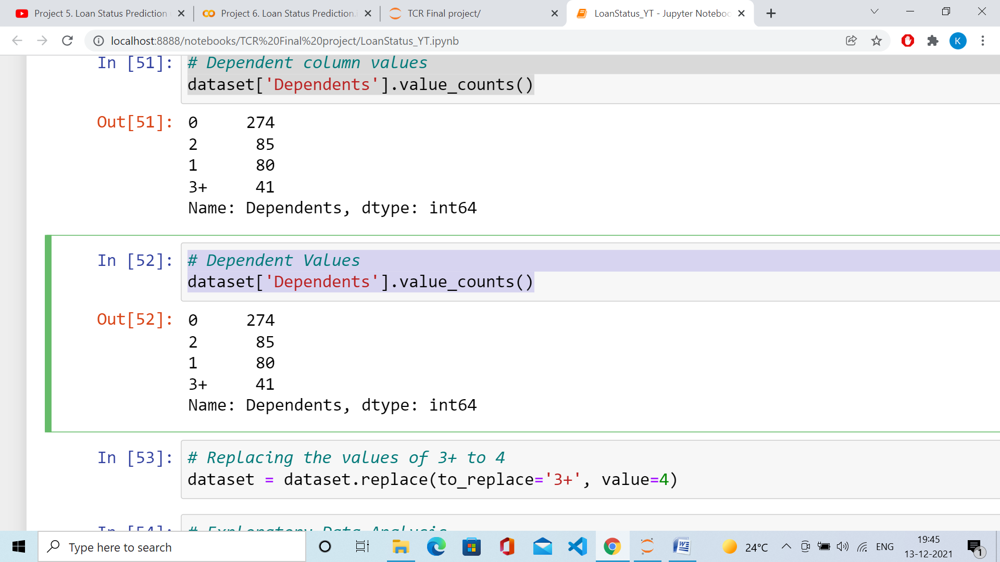 Project 5. Loan Status Prediction
Project 6. Loan Status Prediction.i
TCR Final project/
LoanStatus_YT - Jupyter Noteboo
localhost:8888/notebooks/TCR%20Final%20project/LoanStatus_YT.ipynb
K
In [51]:
# Dependent column values
dataset['Dependents'].value_counts()
Out[51]:
0 274
2 85
1 80
3+ 41
Name: Dependents, dtype: int64
In [52]:
# Dependent Values
dataset['Dependents'].value_counts()
Out[52]:
0 274
2 85
1 80
3+ 41
Name: Dependents, dtype: int64
In [53]:
# Replacing the values of 3+ to 4
dataset = dataset.replace(to_replace='3+', value=4)
In [54]:
# Exploratory Data Analysis
Type here to search
24°C
ENG
19:45
13-12-2021
1